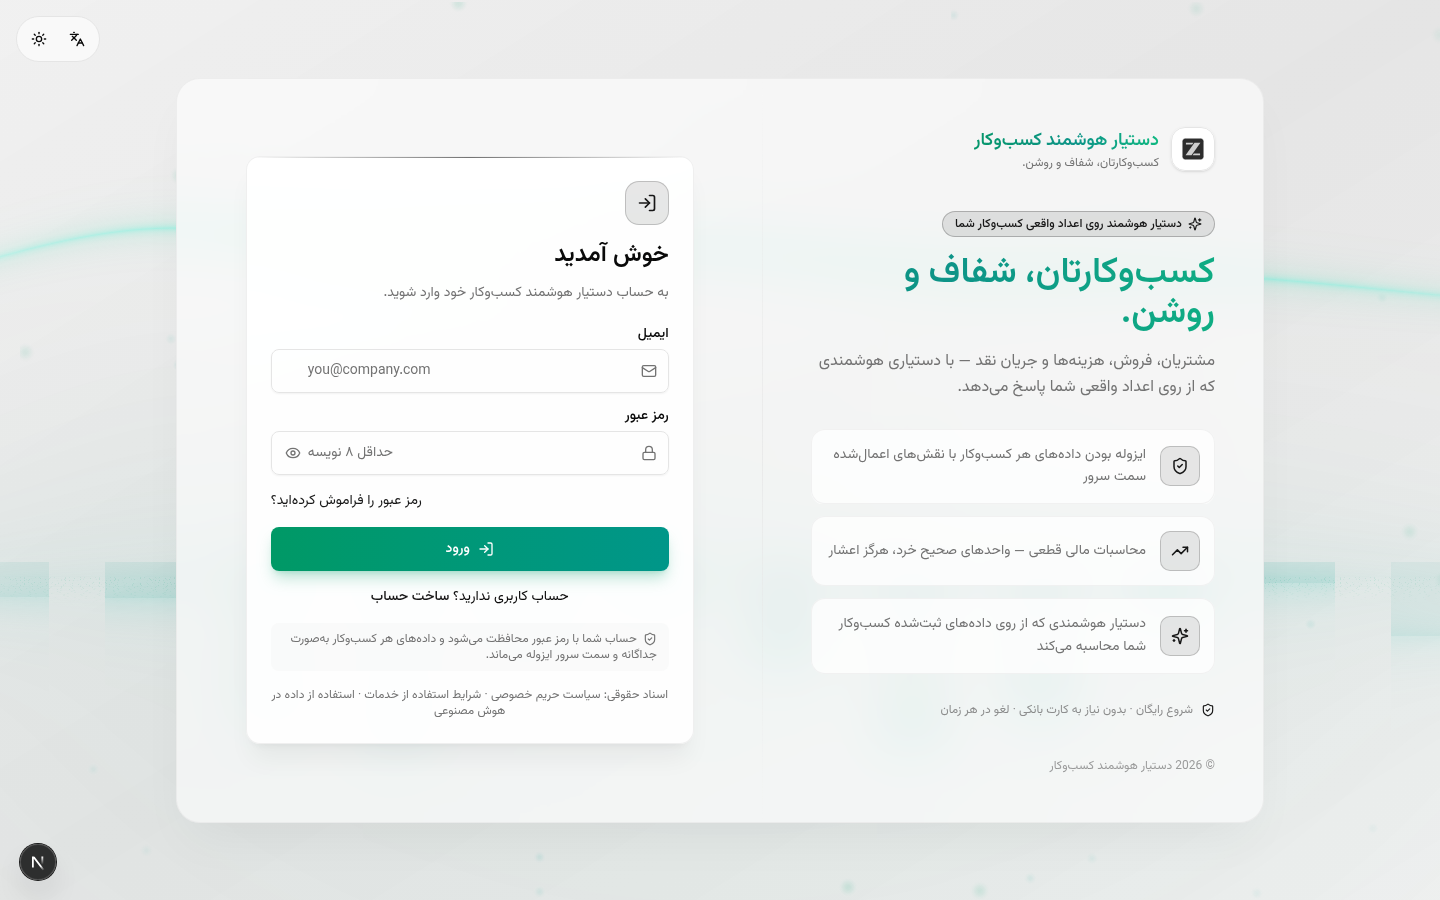 دستیار هوشمند کسب‌وکار
کسب‌وکارتان، شفاف و روشن.
دستیار هوشمند روی اعداد واقعی کسب‌وکار شما
کسب‌وکارتان، شفاف و
روشن.
مشتریان، فروش، هزینه‌ها و جریان نقد — با دستیاری هوشمندی
که از روی اعداد واقعی شما پاسخ می‌دهد.
ایزوله بودن داده‌های هر کسب‌وکار با نقش‌های اعمال‌شده
سمت سرور
محاسبات مالی قطعی — واحدهای صحیح خرد، هرگز اعشار
دستیار هوشمندی که از روی داده‌های ثبت‌شده کسب‌وکار
شما محاسبه می‌کند
شروع رایگان · بدون نیاز به کارت بانکی · لغو در هر زمان
© 2026 دستیار هوشمند کسب‌وکار
خوش آمدید
به حساب دستیار هوشمند کسب‌وکار خود وارد شوید.
ایمیل
you@company.com
رمز عبور
حداقل ۸ نویسه
رمز عبور را فراموش کرده‌اید؟
ورود
حساب کاربری ندارید؟ ساخت حساب
حساب شما با رمز عبور محافظت می‌شود و داده‌های هر کسب‌وکار به‌صورت
جداگانه و سمت سرور ایزوله می‌ماند.
اسناد حقوقی: سیاست حریم خصوصی · شرایط استفاده از خدمات · استفاده از داده در
هوش مصنوعی